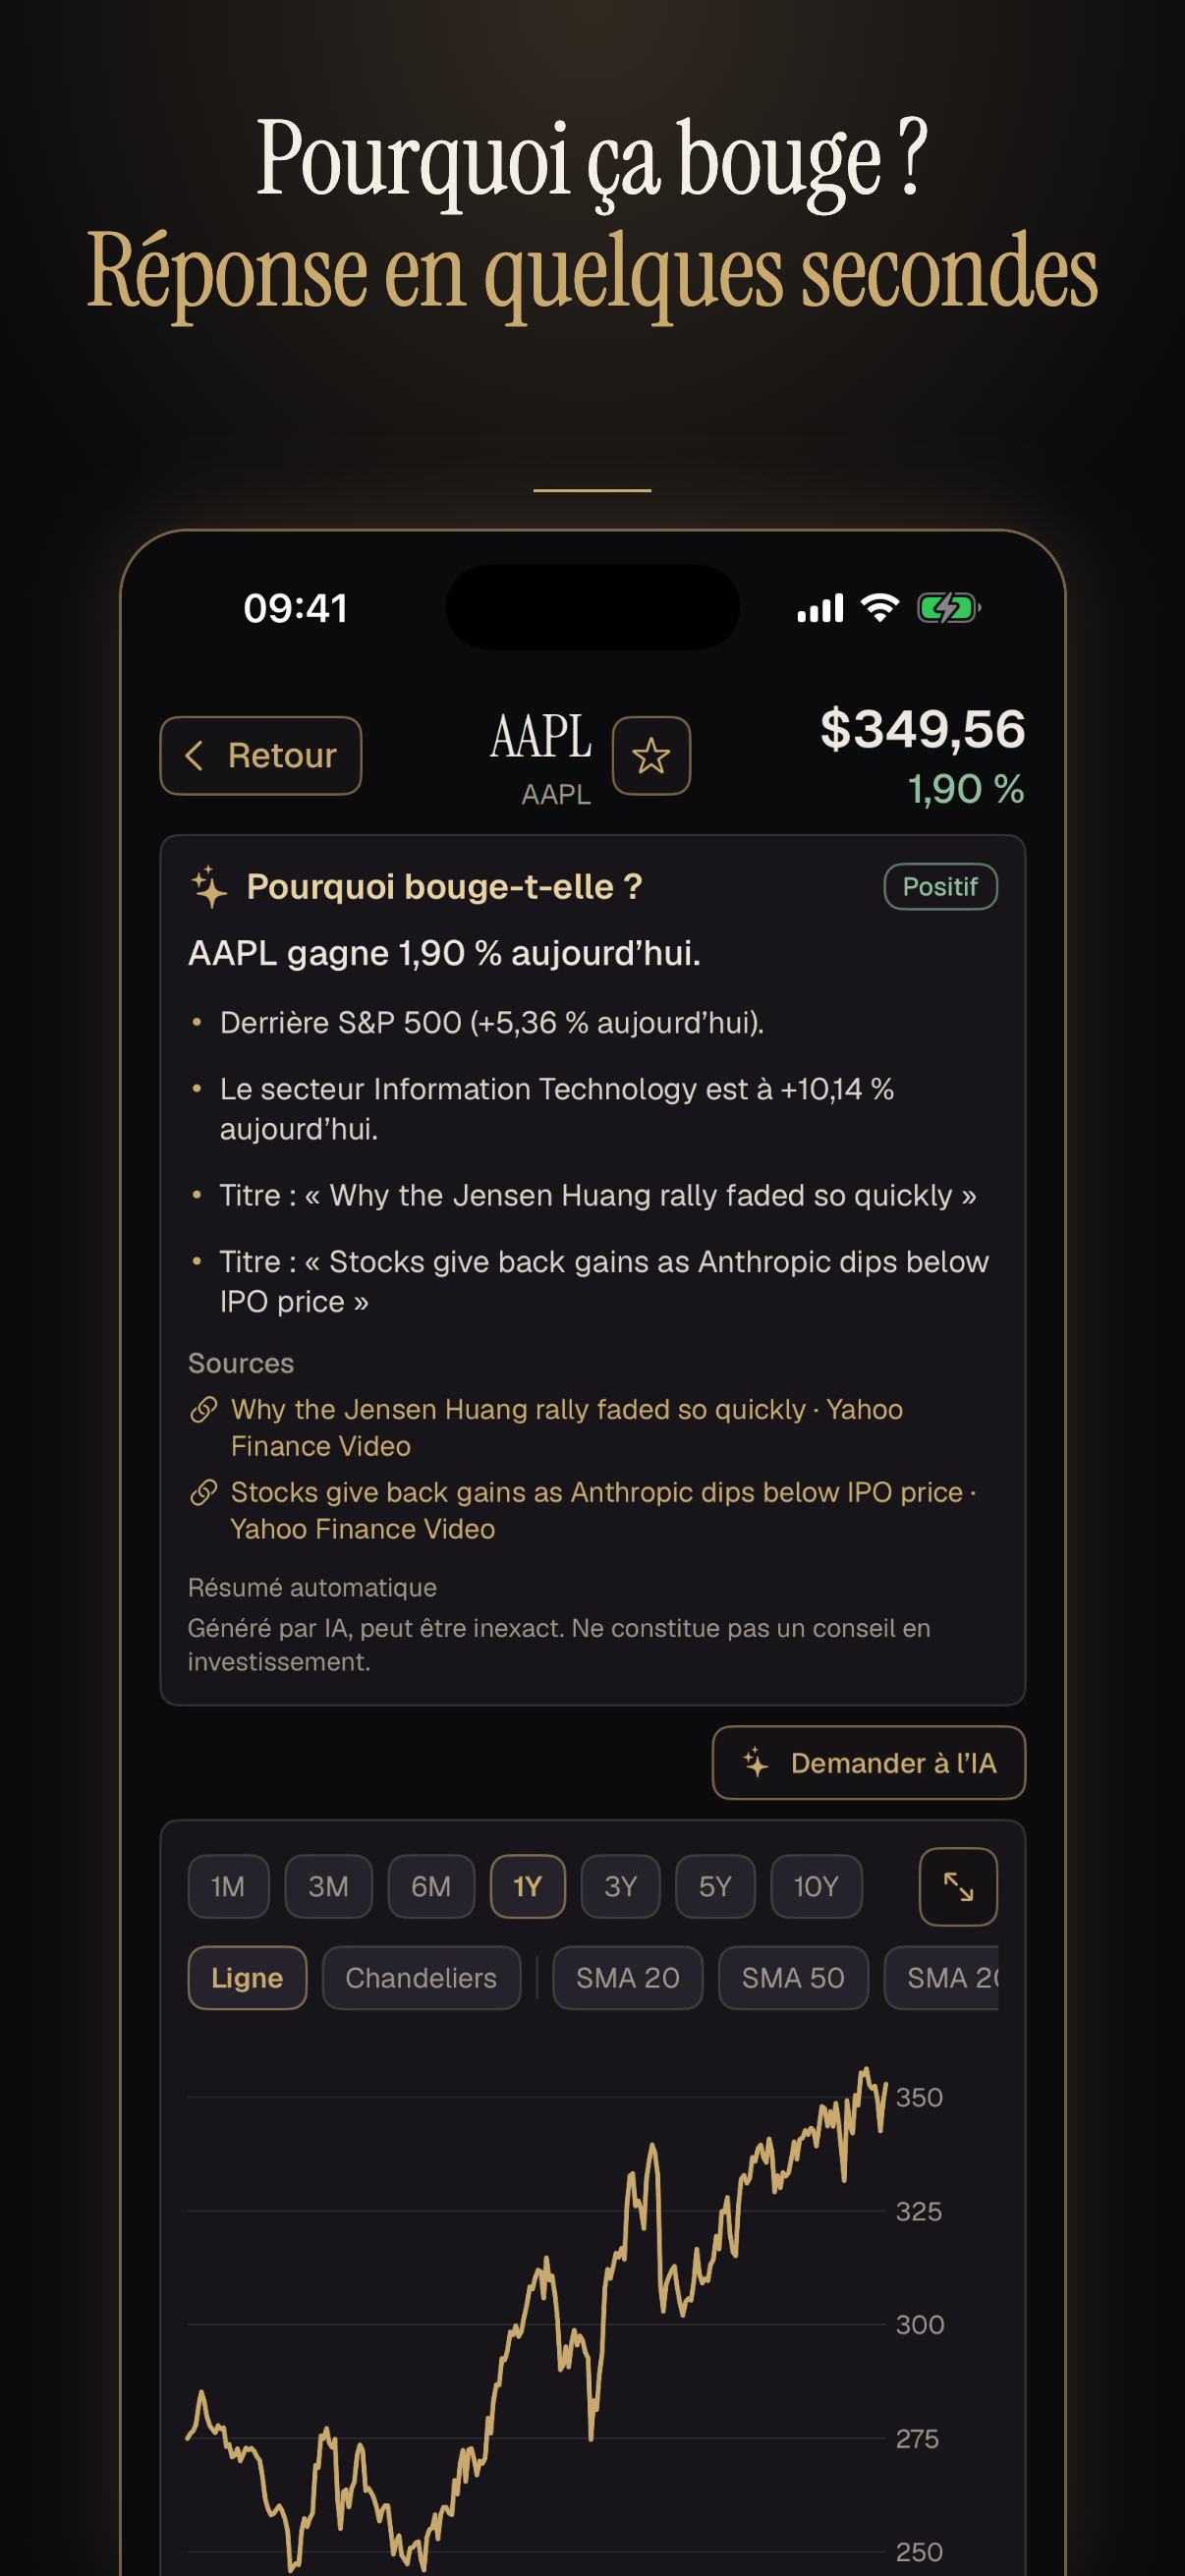 Pourquoi ça bouge ?
Réponse en quelques secondes
09:41
Retour
AAPL
AAPL
$349,56
1,90 %
Pourquoi bouge-t-elle ?
Positif
AAPL gagne 1,90 % aujourd’hui.
• Derrière S&P 500 (+5,36 % aujourd’hui).
• Le secteur Information Technology est à +10,14 %
aujourd’hui.
• Titre : « Why the Jensen Huang rally faded so quickly »
• Titre : « Stocks give back gains as Anthropic dips below
IPO price »
Sources
Why the Jensen Huang rally faded so quickly · Yahoo
Finance Video
Stocks give back gains as Anthropic dips below IPO price ·
Yahoo Finance Video
Résumé automatique
Généré par IA, peut être inexact. Ne constitue pas un conseil en
investissement.
Demander à l’IA
1M 3M 6M 1Y 3Y 5Y 10Y
Ligne Chandeliers SMA 20 SMA 50 SMA 20
350
325
300
275
250